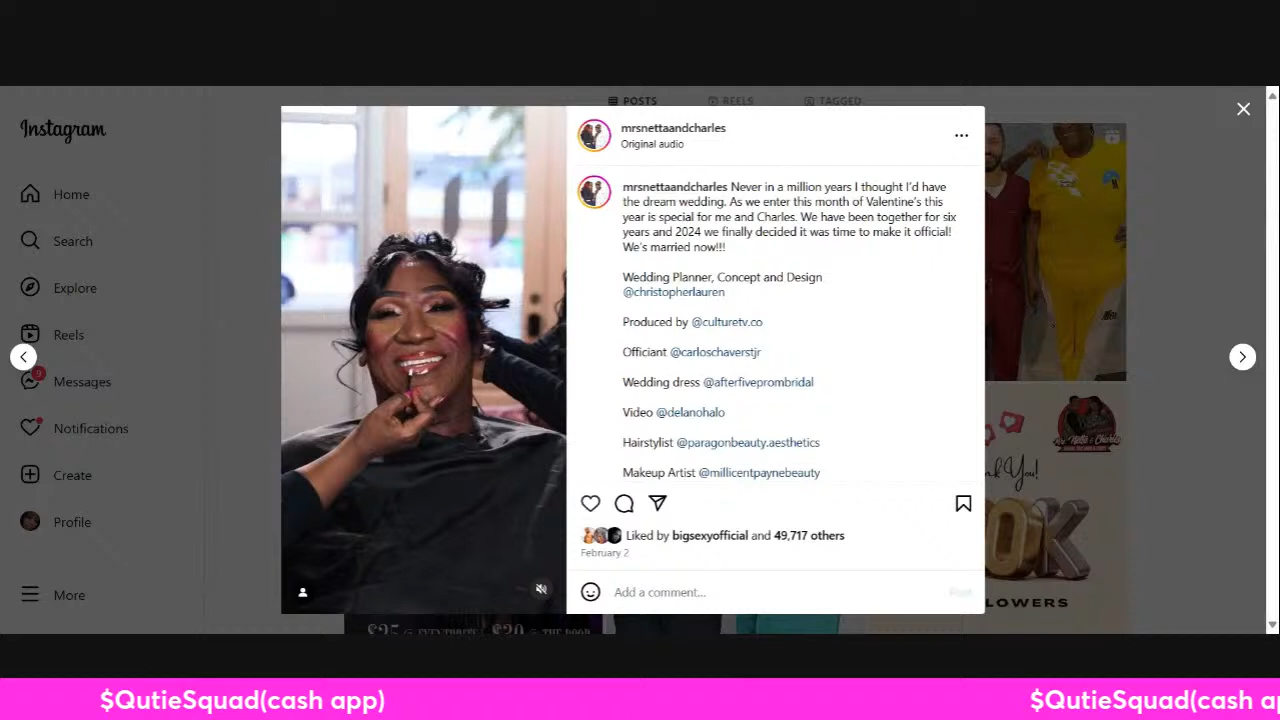 Instagram
Home
Search
Explore
Reels
9
Messages
Notifications
Create
Profile
More
POSTS
REELS
TAGGED
mrsnettaandcharles
Original audio
mrsnettaandcharles Never in a million years I thought I'd have
the dream wedding. As we enter this month of Valentine's this
year is special for me and Charles. We have been together for six
years and 2024 we finally decided it was time to make it official!
We's married now!!!
Wedding Planner, Concept and Design
@christopherlauren
Produced by @culturetv.co
Officiant @carloschaverstjr
Wedding dress @afterfiveprombridal
Video @delanohalo
Hairstylist @paragonbeauty.aesthetics
Makeup Artist @millicentpaynebeauty
Liked by bigsexyofficial and 49,717 others
February 2
Add a comment...
Post
nk You!
0K
LOWERS
$QutieSquad(cash app)
$QutieSquad(cash ap